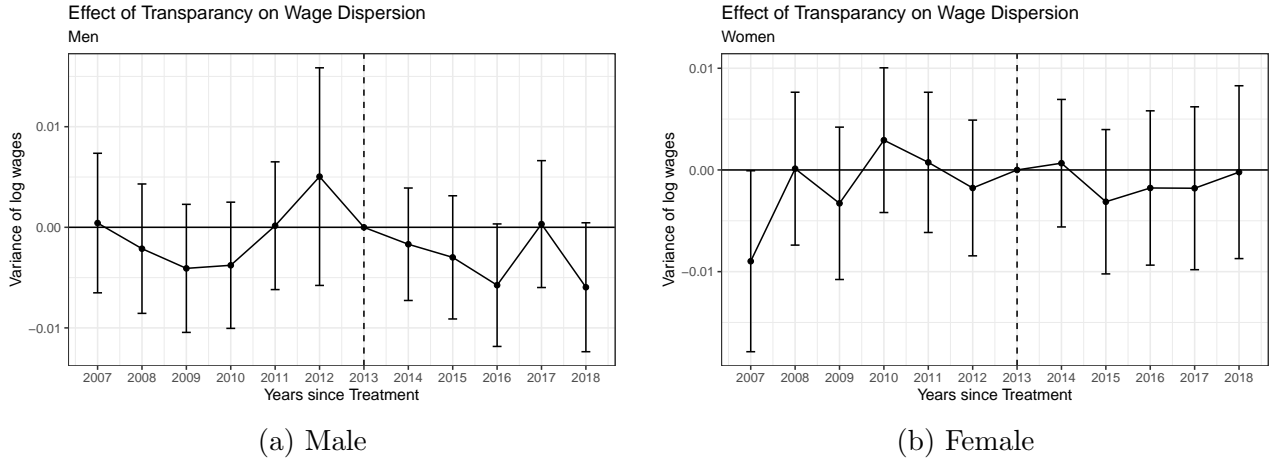 Effect of Transparancy on Wage Dispersion
Men
Variance of log wages
0.01
0.00
−0.01
2007 2008 2009 2010 2011 2012 2013 2014 2015 2016 2017 2018
Years since Treatment
(a) Male
Effect of Transparancy on Wage Dispersion
Women
Variance of log wages
0.01
0.00
−0.01
2007 2008 2009 2010 2011 2012 2013 2014 2015 2016 2017 2018
Years since Treatment
(b) Female